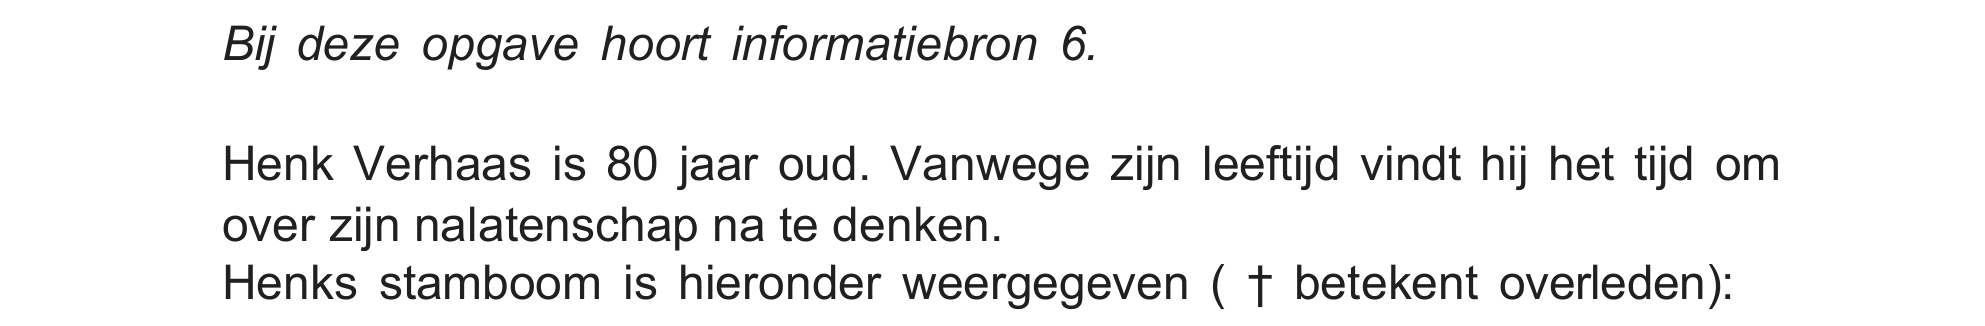 Bij deze opgave hoort informatiebron 6.
Henk Verhaas is 80 jaar oud. Vanwege zijn leeftijd vindt hij het tijd om
over zijn nalatenschap na te denken.
Henks stamboom is hieronder weergegeven ( † betekent overleden):